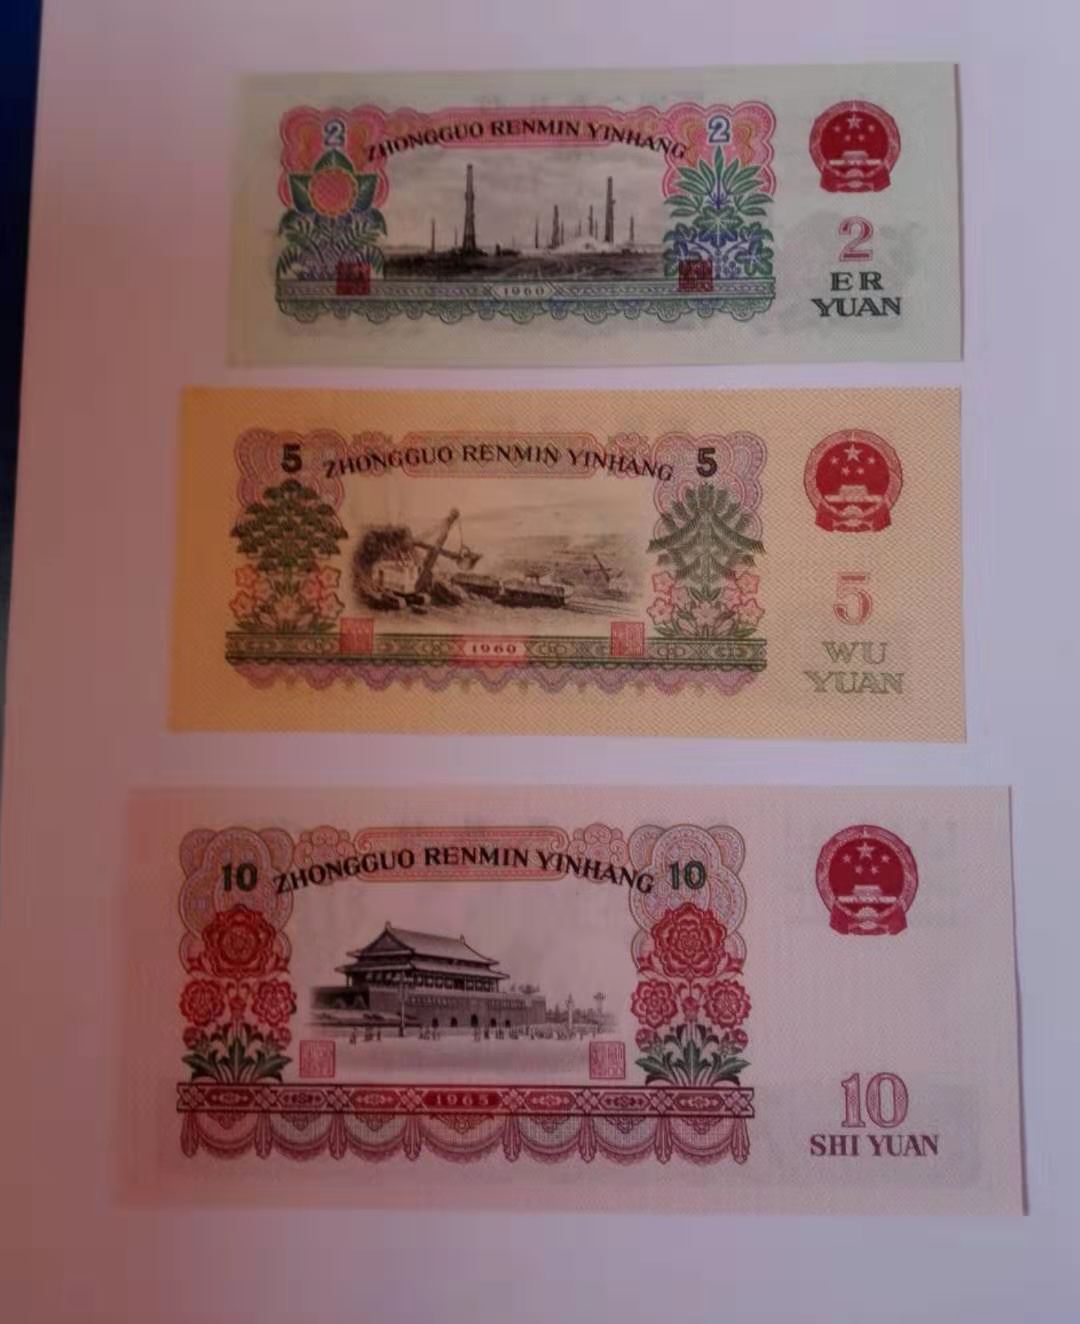 2 ZHONGGUO RENMIN YINHANG 2
1960
2
ER
YUAN
5 ZHONGGUO RENMIN YINHANG 5
1960
5
WU
YUAN
10 ZHONGGUO RENMIN YINHANG 10
1965
10
SHI YUAN